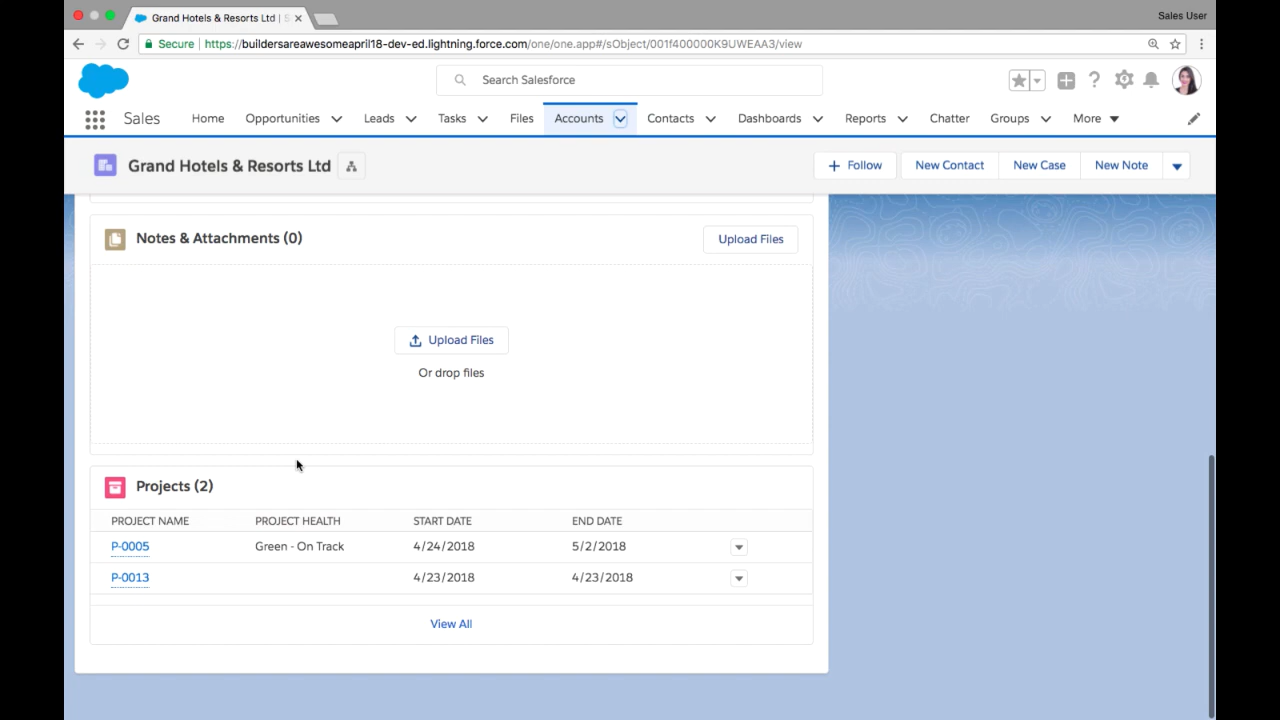 Grand Hotels & Resorts Ltd | S
Sales User
Secure
https://buildersareawesomeapril18-dev-ed.lightning.force.com/one/one.app#/sObject/001f400000K9UWEAA3/view
Search Salesforce
Sales
Home
Opportunities
Leads
Tasks
Files
Accounts
Contacts
Dashboards
Reports
Chatter
Groups
More
Grand Hotels & Resorts Ltd
Follow
New Contact
New Case
New Note
Notes & Attachments (0)
Upload Files
Upload Files
Or drop files
Projects (2)
PROJECT NAME PROJECT HEALTH START DATE END DATE
P-0005 Green - On Track 4/24/2018 5/2/2018
P-0013 4/23/2018 4/23/2018
View All